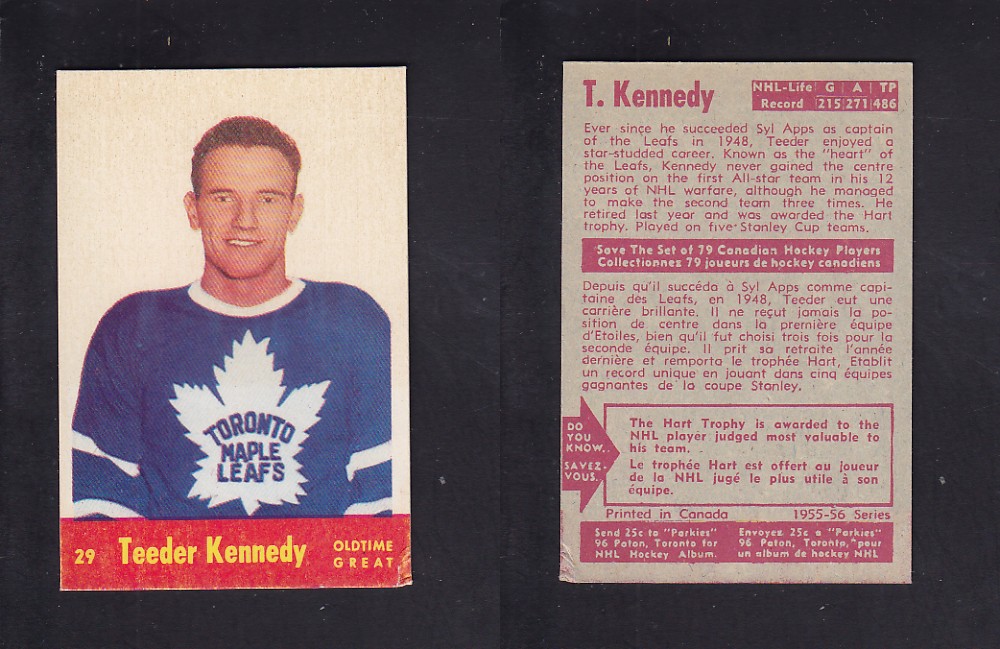 TORONTO
MAPLE
LEAFS
29 Teeder Kennedy OLDTIME
GREAT
T. Kennedy
NHL-Life G A TP
Record 215 271 486
Ever since he succeeded Syl Apps as captain
of the Leafs in 1948, Teeder enjoyed a
star-studded career. Known as the "heart" of
the Leafs, Kennedy never gained the centre
position on the first All-star team in his 12
years of NHL warfare, although he managed
to make the second team three times. He
retired last year and was awarded the Hart
trophy. Played on five Stanley Cup teams.
Save The Set of 79 Canadian Hockey Players
Collectionnez 79 joueurs de hockey canadiens
Depuis qu'il succéda à Syl Apps comme capi-
taine des Leafs, en 1948, Teeder eut une
carrière brillante. Il ne reçut jamais la po-
sition de centre dans la première équipe
d'Etoiles, bien qu'il fut choisi trois fois pour la
seconde équipe. Il prit sa retraite l'année
dernière et remporta le trophée Hart, Etablit
un record unique en jouant dans cinq équipes
gagnantes de la coupe Stanley.
DO
YOU
KNOW..
SAVEZ-
VOUS.
The Hart Trophy is awarded to the
NHL player judged most valuable to
his team.
Le trophée Hart est offert au joueur
de la NHL jugé le plus utile à son
équipe.
Printed in Canada 1955-56 Series
Send 25c to "Parkies"
96 Paton, Toronto for
NHL Hockey Album.
Envoyez 25c a "Parkies"
96 Paton, Toronto, pour
un album de hockey NHL